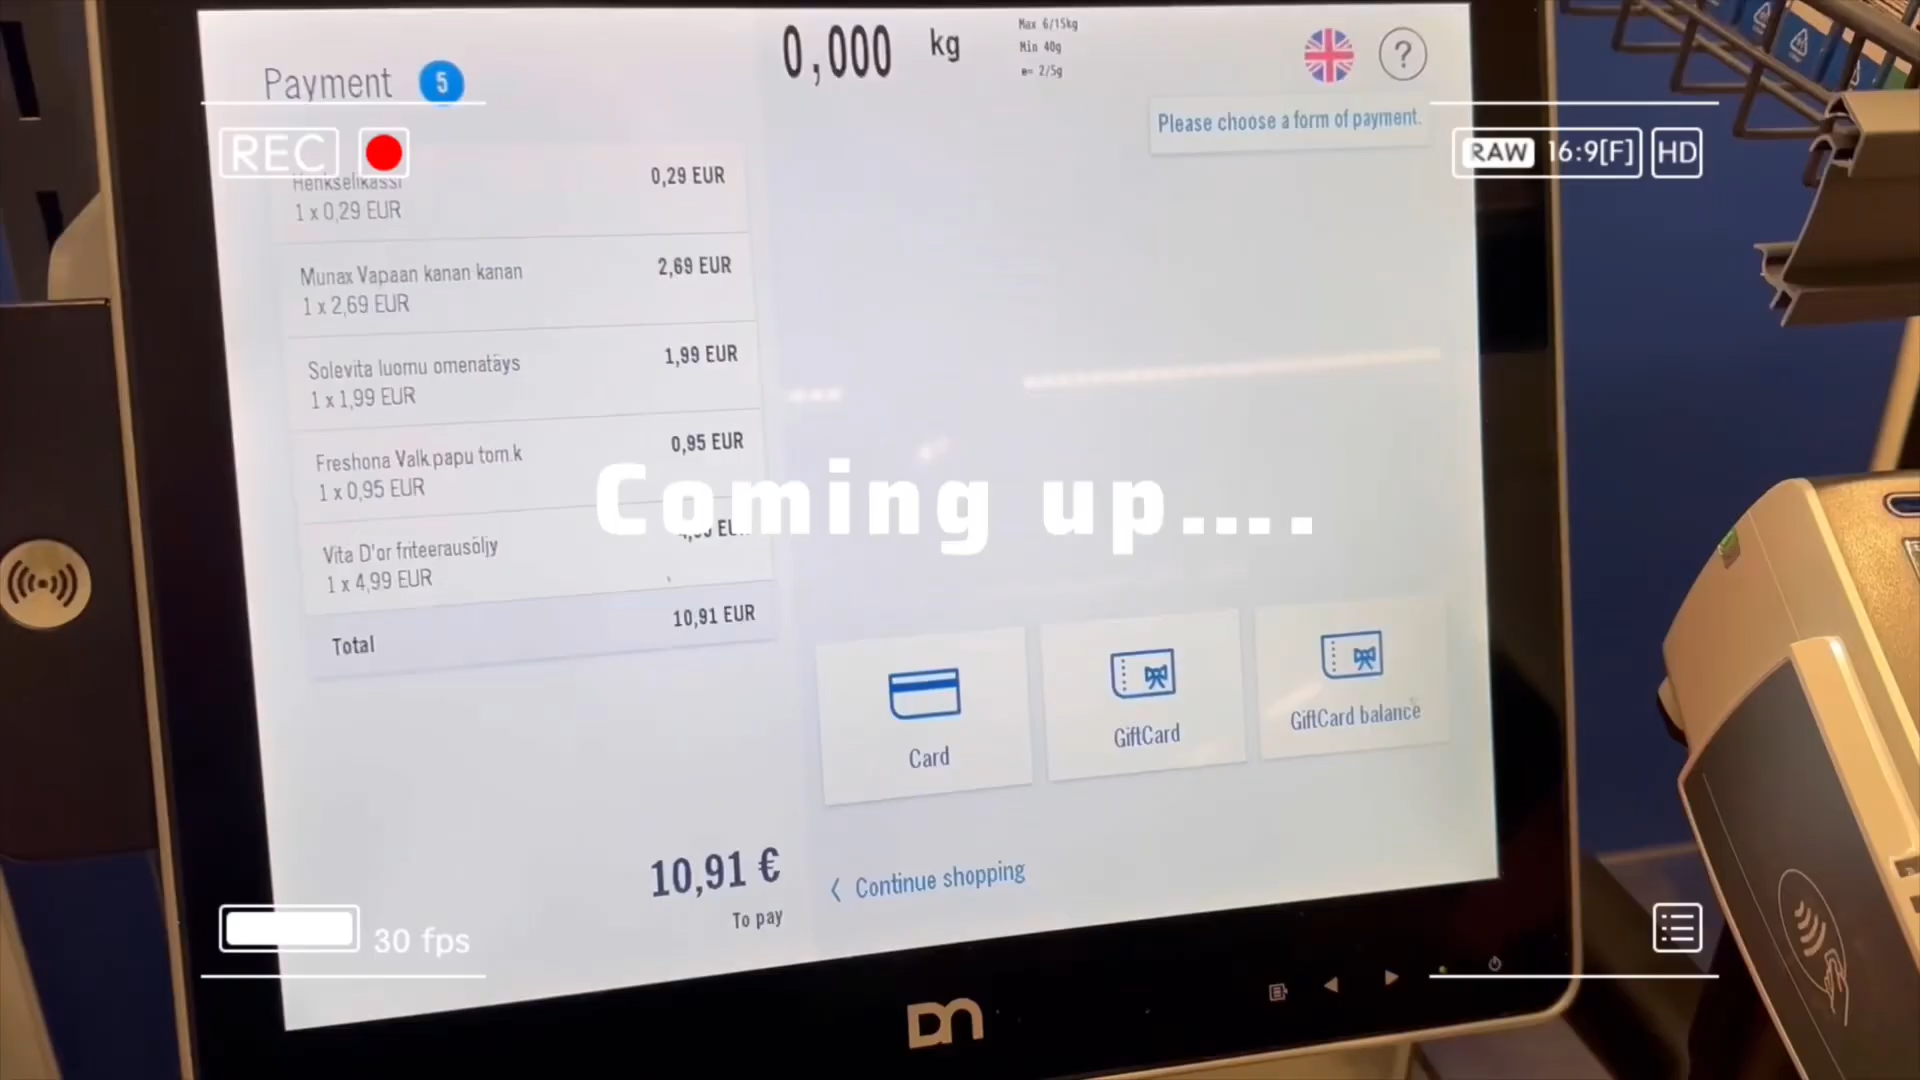 0,000 kg
Max 6/15kg
Min 40g
e= 2/5g
?
Payment 5
Please choose a form of payment.
REC
RAW 16:9[F] HD
Henkselikassi 0,29 EUR
1 x 0,29 EUR
Munax Vapaan kanan kanan 2,69 EUR
1 x 2,69 EUR
Solevita luomu omenatäys 1,99 EUR
1 x 1,99 EUR
Freshona Valk.papu tom.k 0,95 EUR
1 x 0,95 EUR
Coming up....
Vita D'or friteerausöljy
1 x 4,99 EUR
Total 10,91 EUR
Card
GiftCard
GiftCard balance
10,91 €
To pay
< Continue shopping
30 fps
DN